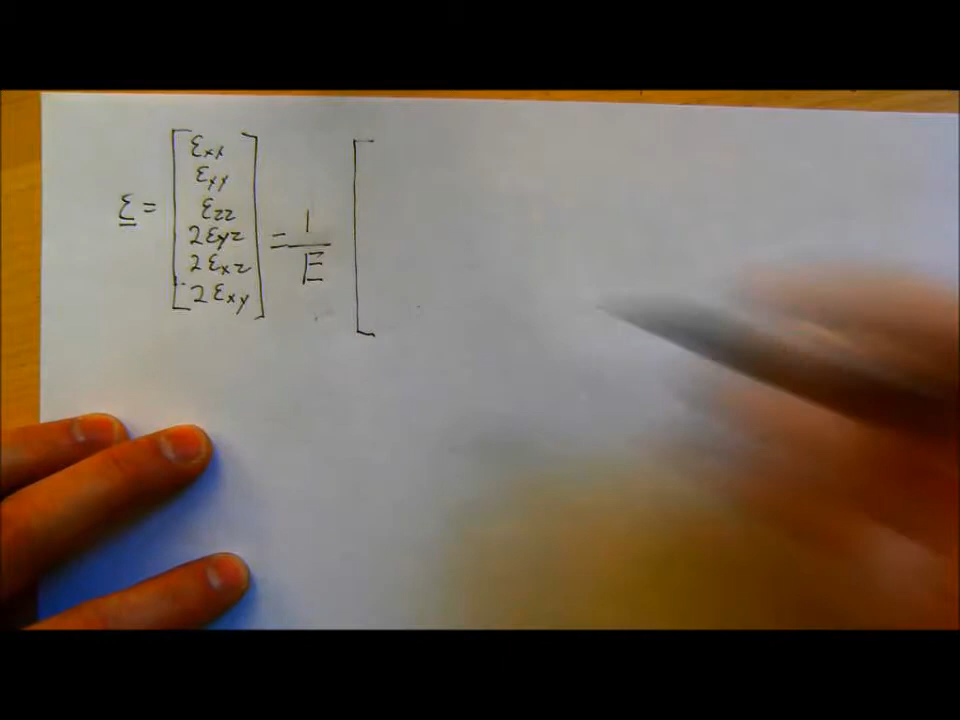 ε = [ εxx
εyy
εzz
2εyz
2εxz
2εxy ] = 1/E [